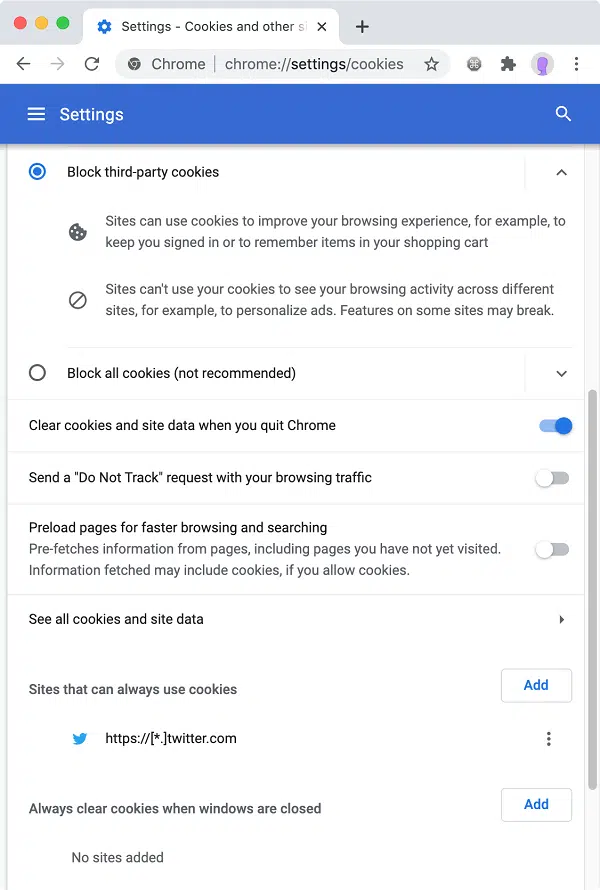 Settings - Cookies and other s
Chrome | chrome://settings/cookies
Settings
Block third-party cookies
Sites can use cookies to improve your browsing experience, for example, to
keep you signed in or to remember items in your shopping cart
Sites can't use your cookies to see your browsing activity across different
sites, for example, to personalize ads. Features on some sites may break.
Block all cookies (not recommended)
Clear cookies and site data when you quit Chrome
Send a "Do Not Track" request with your browsing traffic
Preload pages for faster browsing and searching
Pre-fetches information from pages, including pages you have not yet visited.
Information fetched may include cookies, if you allow cookies.
See all cookies and site data
Sites that can always use cookies
Add
https://[*.]twitter.com
Always clear cookies when windows are closed
Add
No sites added